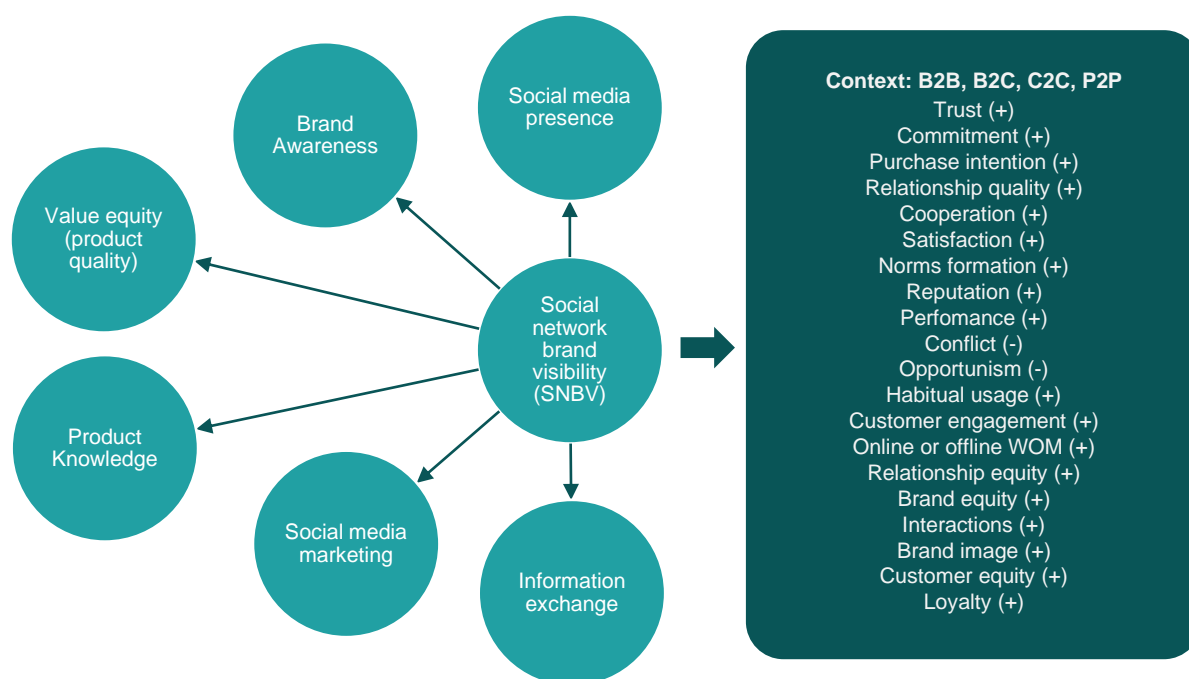 Social media
presence
Brand
Awareness
Value equity
(product
quality)
Social
network
brand
visibility
(SNBV)
Product
Knowledge
Social media
marketing
Information
exchange
Context: B2B, B2C, C2C, P2P
Trust (+)
Commitment (+)
Purchase intention (+)
Relationship quality (+)
Cooperation (+)
Satisfaction (+)
Norms formation (+)
Reputation (+)
Perfomance (+)
Conflict (-)
Opportunism (-)
Habitual usage (+)
Customer engagement (+)
Online or offline WOM (+)
Relationship equity (+)
Brand equity (+)
Interactions (+)
Brand image (+)
Customer equity (+)
Loyalty (+)